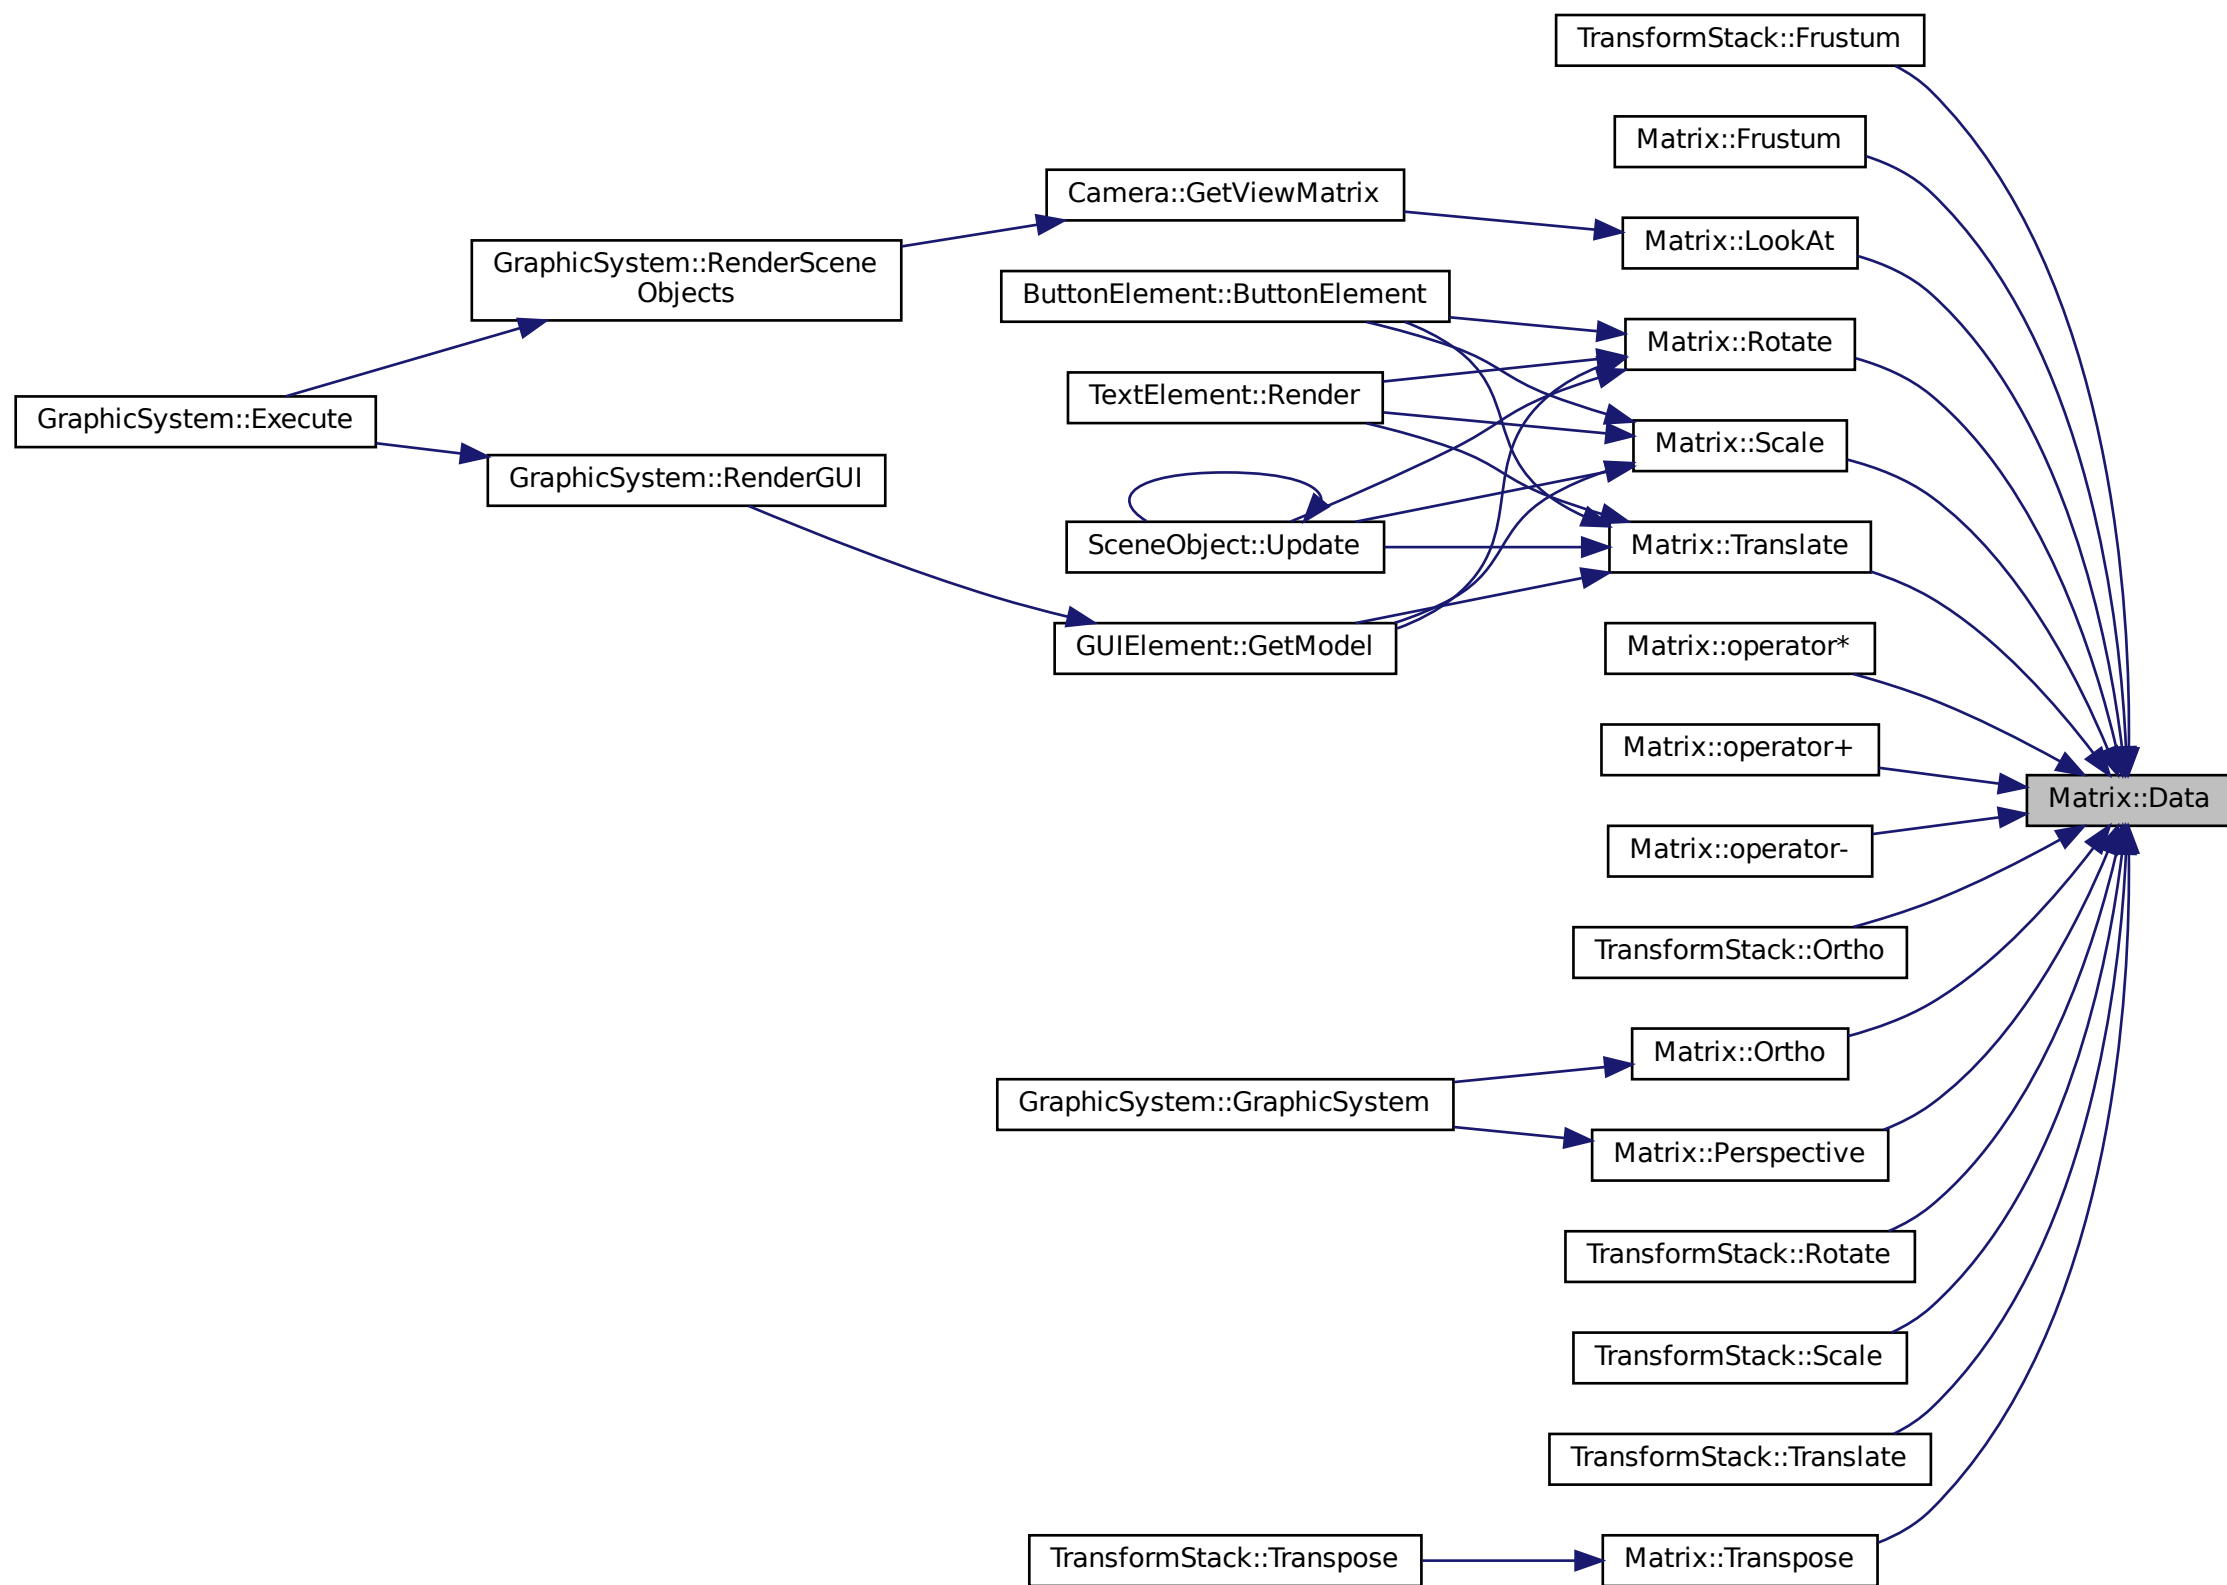 TransformStack::Frustum
Matrix::Frustum
Camera::GetViewMatrix
Matrix::LookAt
GraphicSystem::RenderScene
Objects
ButtonElement::ButtonElement
Matrix::Rotate
TextElement::Render
GraphicSystem::Execute
Matrix::Scale
GraphicSystem::RenderGUI
SceneObject::Update
Matrix::Translate
GUIElement::GetModel
Matrix::operator*
Matrix::operator+
Matrix::Data
Matrix::operator-
TransformStack::Ortho
Matrix::Ortho
GraphicSystem::GraphicSystem
Matrix::Perspective
TransformStack::Rotate
TransformStack::Scale
TransformStack::Translate
TransformStack::Transpose
Matrix::Transpose